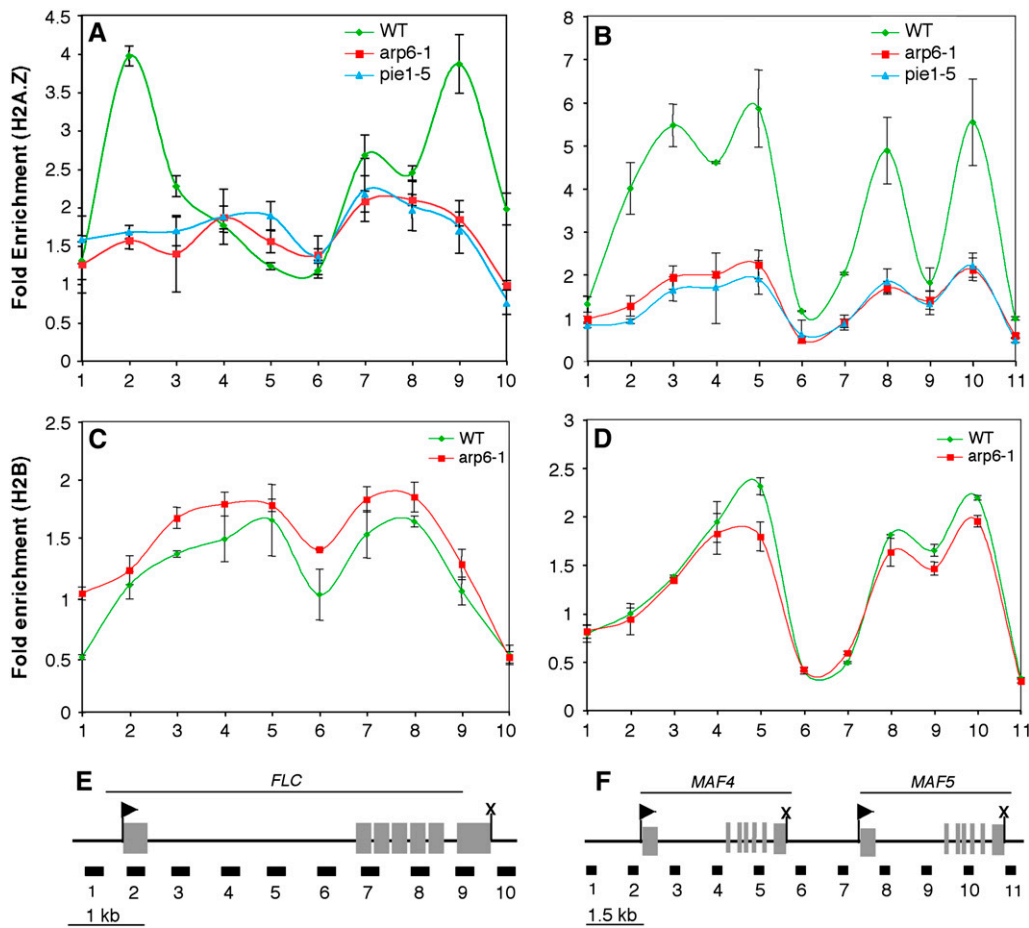 A
WT
arp6-1
pie1-5
Fold Enrichment (H2A.Z)
4.5
4
3.5
3
2.5
2
1.5
1
0.5
0
1 2 3 4 5 6 7 8 9 10
B
WT
arp6-1
pie1-5
8
7
6
5
4
3
2
1
0
1 2 3 4 5 6 7 8 9 10 11
C
WT
arp6-1
Fold enrichment (H2B)
2.5
2
1.5
1
0.5
0
1 2 3 4 5 6 7 8 9 10
D
WT
arp6-1
3
2.5
2
1.5
1
0.5
0
1 2 3 4 5 6 7 8 9 10 11
E
FLC
X
1 2 3 4 5 6 7 8 9 10
1 kb
F
MAF4 MAF5
X X
1 2 3 4 5 6 7 8 9 10 11
1.5 kb